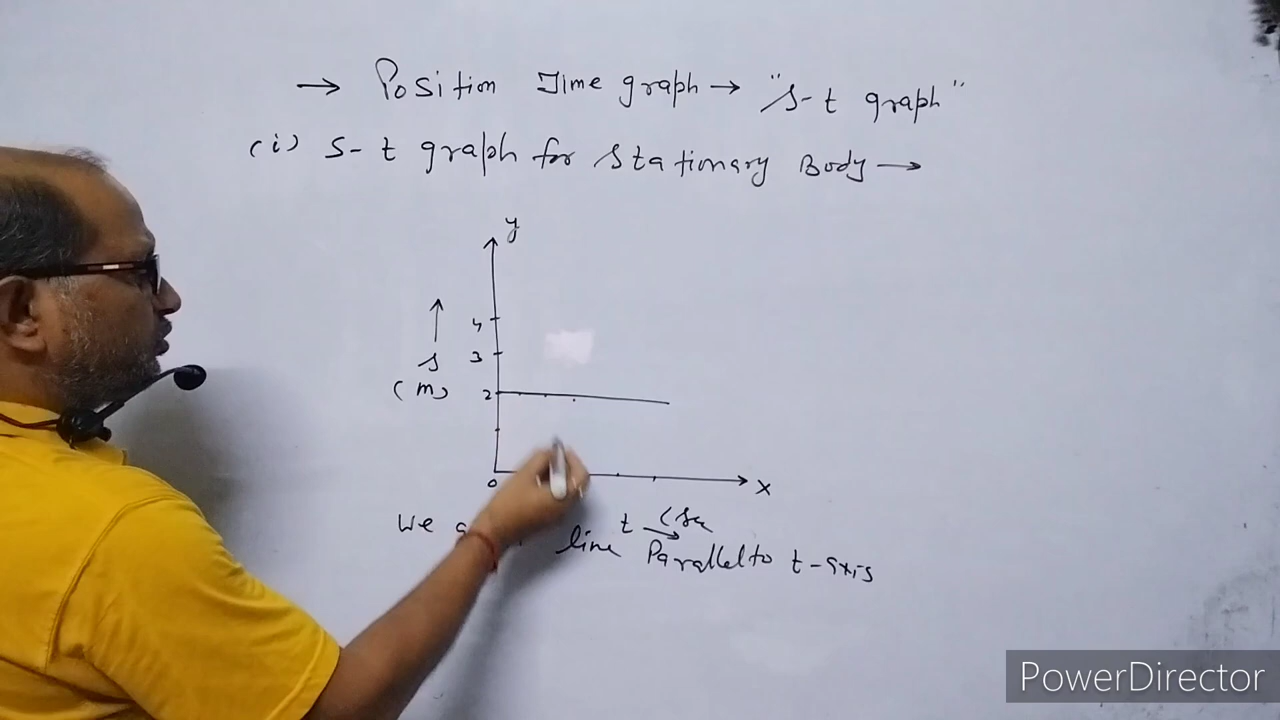 → Position Time graph → "s-t graph"
(i) s-t graph for stationary Body →
y
4
3
s
(m)
2
0
x
t
We
line Parallel to t-axis
PowerDirector